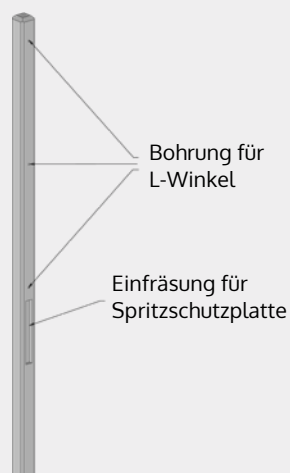 Bohrung für
L-Winkel
Einfräsung für
Spritzschutzplatte